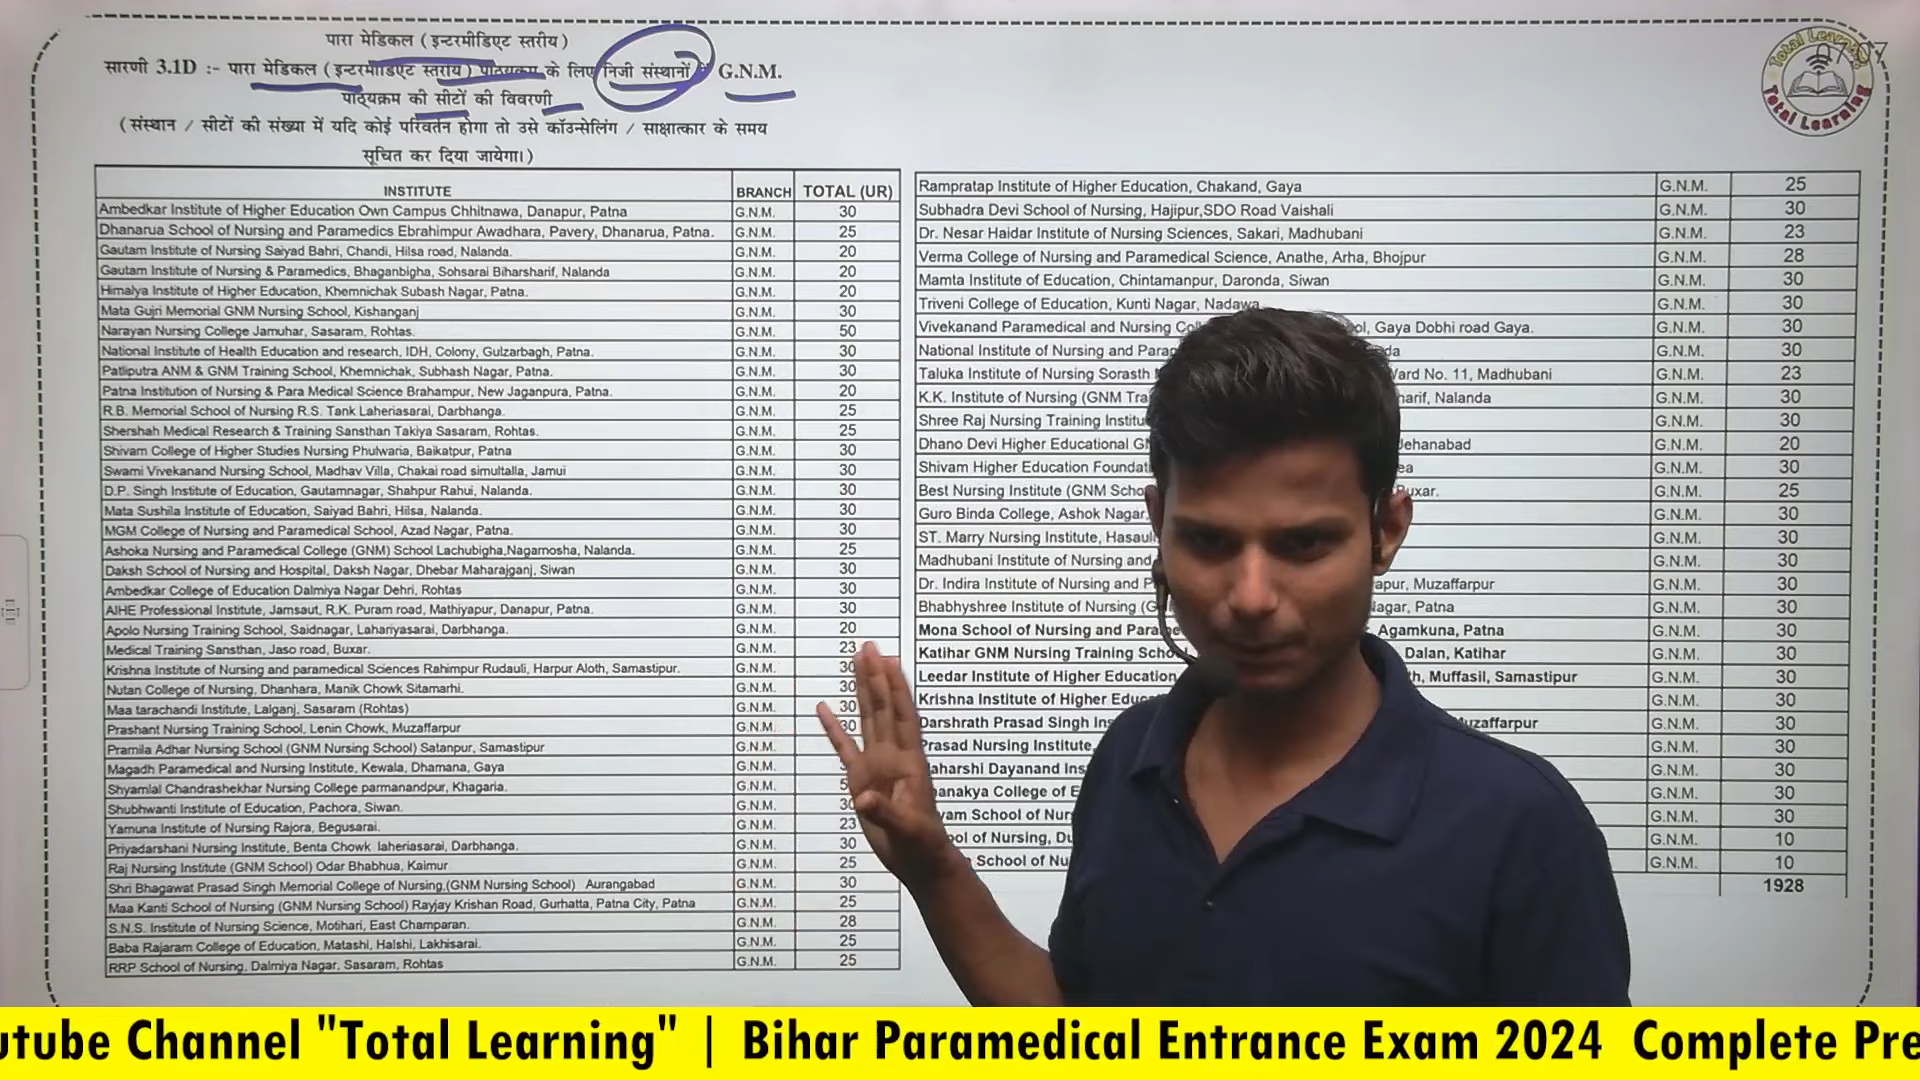 पारा मेडिकल ( इन्टरमीडिएट स्तरीय )
सारणी 3.1D :- पारा मेडिकल ( इन्टरमीडिएट स्तरीय ) पाठ्यक्रम के लिए निजी संस्थानों G.N.M.
पाठ्यक्रम की सीटों की विवरणी
( संस्थान / सीटों की संख्या में यदि कोई परिवर्तन होगा तो उसे कॉउन्सेलिंग / साक्षात्कार के समय
सूचित कर दिया जायेगा। )
INSTITUTE BRANCH TOTAL (UR)
Ambedkar Institute of Higher Education Own Campus Chhitnawa, Danapur, Patna G.N.M. 30
Dhanarua School of Nursing and Paramedics Ebrahimpur Awadhara, Pavery, Dhanarua, Patna. G.N.M. 25
Gautam Institute of Nursing Saiyad Bahri, Chandi, Hilsa road, Nalanda. G.N.M. 20
Gautam Institute of Nursing & Paramedics, Bhaganbigha, Sohsarai Biharsharif, Nalanda G.N.M. 20
Himalya Institute of Higher Education, Khemnichak Subash Nagar, Patna. G.N.M. 20
Mata Gujri Memorial GNM Nursing School, Kishanganj G.N.M. 30
Narayan Nursing College Jamuhar, Sasaram, Rohtas. G.N.M. 50
National Institute of Health Education and research, IDH, Colony, Gulzarbagh, Patna. G.N.M. 30
Patliputra ANM & GNM Training School, Khemnichak, Subhash Nagar, Patna. G.N.M. 30
Patna Institution of Nursing & Para Medical Science Brahampur, New Jaganpura, Patna. G.N.M. 20
R.B. Memorial School of Nursing R.S. Tank Laheriasarai, Darbhanga. G.N.M. 25
Shershah Medical Research & Training Sansthan Takiya Sasaram, Rohtas. G.N.M. 25
Shivam College of Higher Studies Nursing Phulwaria, Baikatpur, Patna G.N.M. 30
Swami Vivekanand Nursing School, Madhav Villa, Chakai road simultalla, Jamui G.N.M. 30
D.P. Singh Institute of Education, Gautamnagar, Shahpur Rahui, Nalanda. G.N.M. 30
Mata Sushila Institute of Education, Saiyad Bahri, Hilsa, Nalanda. G.N.M. 30
MGM College of Nursing and Paramedical School, Azad Nagar, Patna. G.N.M. 30
Ashoka Nursing and Paramedical College (GNM) School Lachubigha,Nagarnosha, Nalanda. G.N.M. 25
Daksh School of Nursing and Hospital, Daksh Nagar, Dhebar Maharajganj, Siwan G.N.M. 30
Ambedkar College of Education Dalmiya Nagar Dehri, Rohtas G.N.M. 30
AIHE Professional Institute, Jamsaut, R.K. Puram road, Mathiyapur, Danapur, Patna. G.N.M. 30
Apolo Nursing Training School, Saidnagar, Lahariyasarai, Darbhanga. G.N.M. 20
Medical Training Sansthan, Jaso road, Buxar. G.N.M. 23
Krishna Institute of Nursing and paramedical Sciences Rahimpur Rudauli, Harpur Aloth, Samastipur. G.N.M. 30
Nutan College of Nursing, Dhanhara, Manik Chowk Sitamarhi. G.N.M. 30
Maa tarachandi Institute, Lalganj, Sasaram (Rohtas) G.N.M. 30
Prashant Nursing Training School, Lenin Chowk, Muzaffarpur G.N.M. 30
Pramila Adhar Nursing School (GNM Nursing School) Satanpur, Samastipur G.N.M.
Magadh Paramedical and Nursing Institute, Kewala, Dhamana, Gaya G.N.M.
Shyamlal Chandrashekhar Nursing College parmanandpur, Khagaria. G.N.M.
Shubhwanti Institute of Education, Pachora, Siwan. G.N.M. 30
Yamuna Institute of Nursing Rajora, Begusarai. G.N.M. 23
Priyadarshani Nursing Institute, Benta Chowk laheriasarai, Darbhanga. G.N.M. 30
Raj Nursing Institute (GNM School) Odar Bhabhua, Kaimur G.N.M. 25
Shri Bhagawat Prasad Singh Memorial College of Nursing,(GNM Nursing School) Aurangabad G.N.M. 30
Maa Kanti School of Nursing (GNM Nursing School) Rayjay Krishan Road, Gurhatta, Patna City, Patna G.N.M. 25
S.N.S. Institute of Nursing Science, Motihari, East Champaran. G.N.M. 28
Baba Rajaram College of Education, Matashi, Halshi, Lakhisarai. G.N.M. 25
RRP School of Nursing, Dalmiya Nagar, Sasaram, Rohtas G.N.M. 25
Rampratap Institute of Higher Education, Chakand, Gaya G.N.M. 25
Subhadra Devi School of Nursing, Hajipur,SDO Road Vaishali G.N.M. 30
Dr. Nesar Haidar Institute of Nursing Sciences, Sakari, Madhubani G.N.M. 23
Verma College of Nursing and Paramedical Science, Anathe, Arha, Bhojpur G.N.M. 28
Mamta Institute of Education, Chintamanpur, Daronda, Siwan G.N.M. 30
Triveni College of Education, Kunti Nagar, Nadawa G.N.M. 30
Vivekanand Paramedical and Nursing Gaya Dobhi road Gaya. G.N.M. 30
National Institute of Nursing and G.N.M. 30
Taluka Institute of Nursing Sorasth Ward No. 11, Madhubani G.N.M. 23
K.K. Institute of Nursing (GNM Nalanda G.N.M. 30
Shree Raj Nursing Training G.N.M. 30
Dhano Devi Higher Educational Jehanabad G.N.M. 20
Shivam Higher Education G.N.M. 30
Best Nursing Institute (GNM Buxar. G.N.M. 25
Guro Binda College, Ashok Nagar, G.N.M. 30
ST. Marry Nursing Institute, G.N.M. 30
Madhubani Institute of Nursing and G.N.M. 30
Dr. Indira Institute of Nursing and Muzaffarpur G.N.M. 30
Bhabhyshree Institute of Nursing Nagar, Patna G.N.M. 30
Mona School of Nursing and Agamkuna, Patna G.N.M. 30
Katihar GNM Nursing Training Dalan, Katihar G.N.M. 30
Leedar Institute of Higher Education, Muffasil, Samastipur G.N.M. 30
Krishna Institute of Higher G.N.M. 30
Darshrath Prasad Singh Muzaffarpur G.N.M. 30
Prasad Nursing Institute, G.N.M. 30
Dayanand G.N.M. 30
College of G.N.M. 30
School of G.N.M. 30
of Nursing, G.N.M. 10
School of G.N.M. 10
1928
Total Learning
Total Learning
Channel "Total Learning" | Bihar Paramedical Entrance Exam 2024 Complete